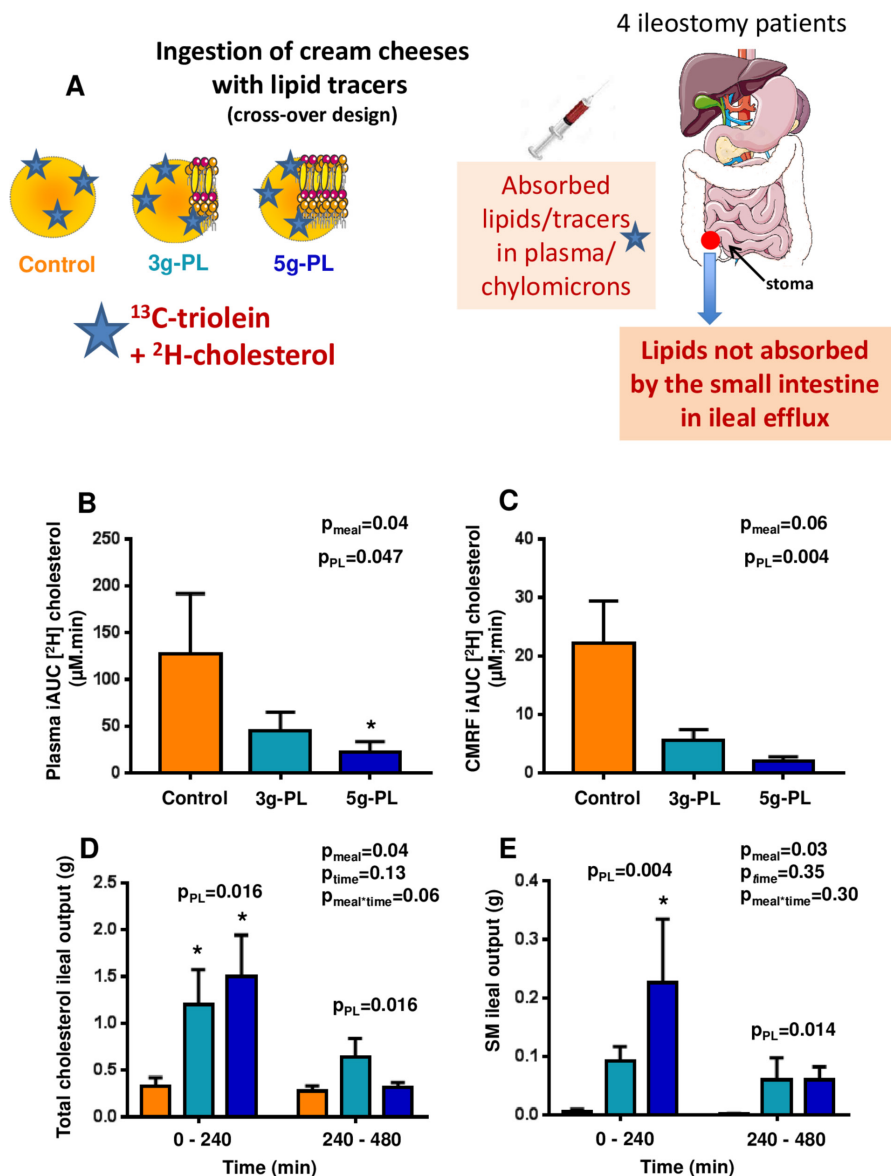 A
Ingestion of cream cheeses
with lipid tracers
(cross-over design)
Control
3g-PL
5g-PL
¹³C-triolein
+ ²H-cholesterol
4 ileostomy patients
Absorbed
lipids/tracers
in plasma/
chylomicrons
stoma
Lipids not absorbed
by the small intestine
in ileal efflux
B
Plasma iAUC [²H] cholesterol
(µM.min)
pmeal=0.04
pPL=0.047
250
200
150
100
50
0
*
Control
3g-PL
5g-PL
C
CMRF iAUC [²H] cholesterol
(µM;min)
pmeal=0.06
pPL=0.004
40
30
20
10
0
Control
3g-PL
5g-PL
D
Total cholesterol ileal output (g)
pmeal=0.04
ptime=0.13
pmeal*time=0.06
pPL=0.016
* *
pPL=0.016
2.5
2.0
1.5
1.0
0.5
0.0
0 - 240
240 - 480
Time (min)
E
SM ileal output (g)
pmeal=0.03
ptime=0.35
pmeal*time=0.30
pPL=0.004
*
pPL=0.014
0.4
0.3
0.2
0.1
0.0
0 - 240
240 - 480
Time (min)